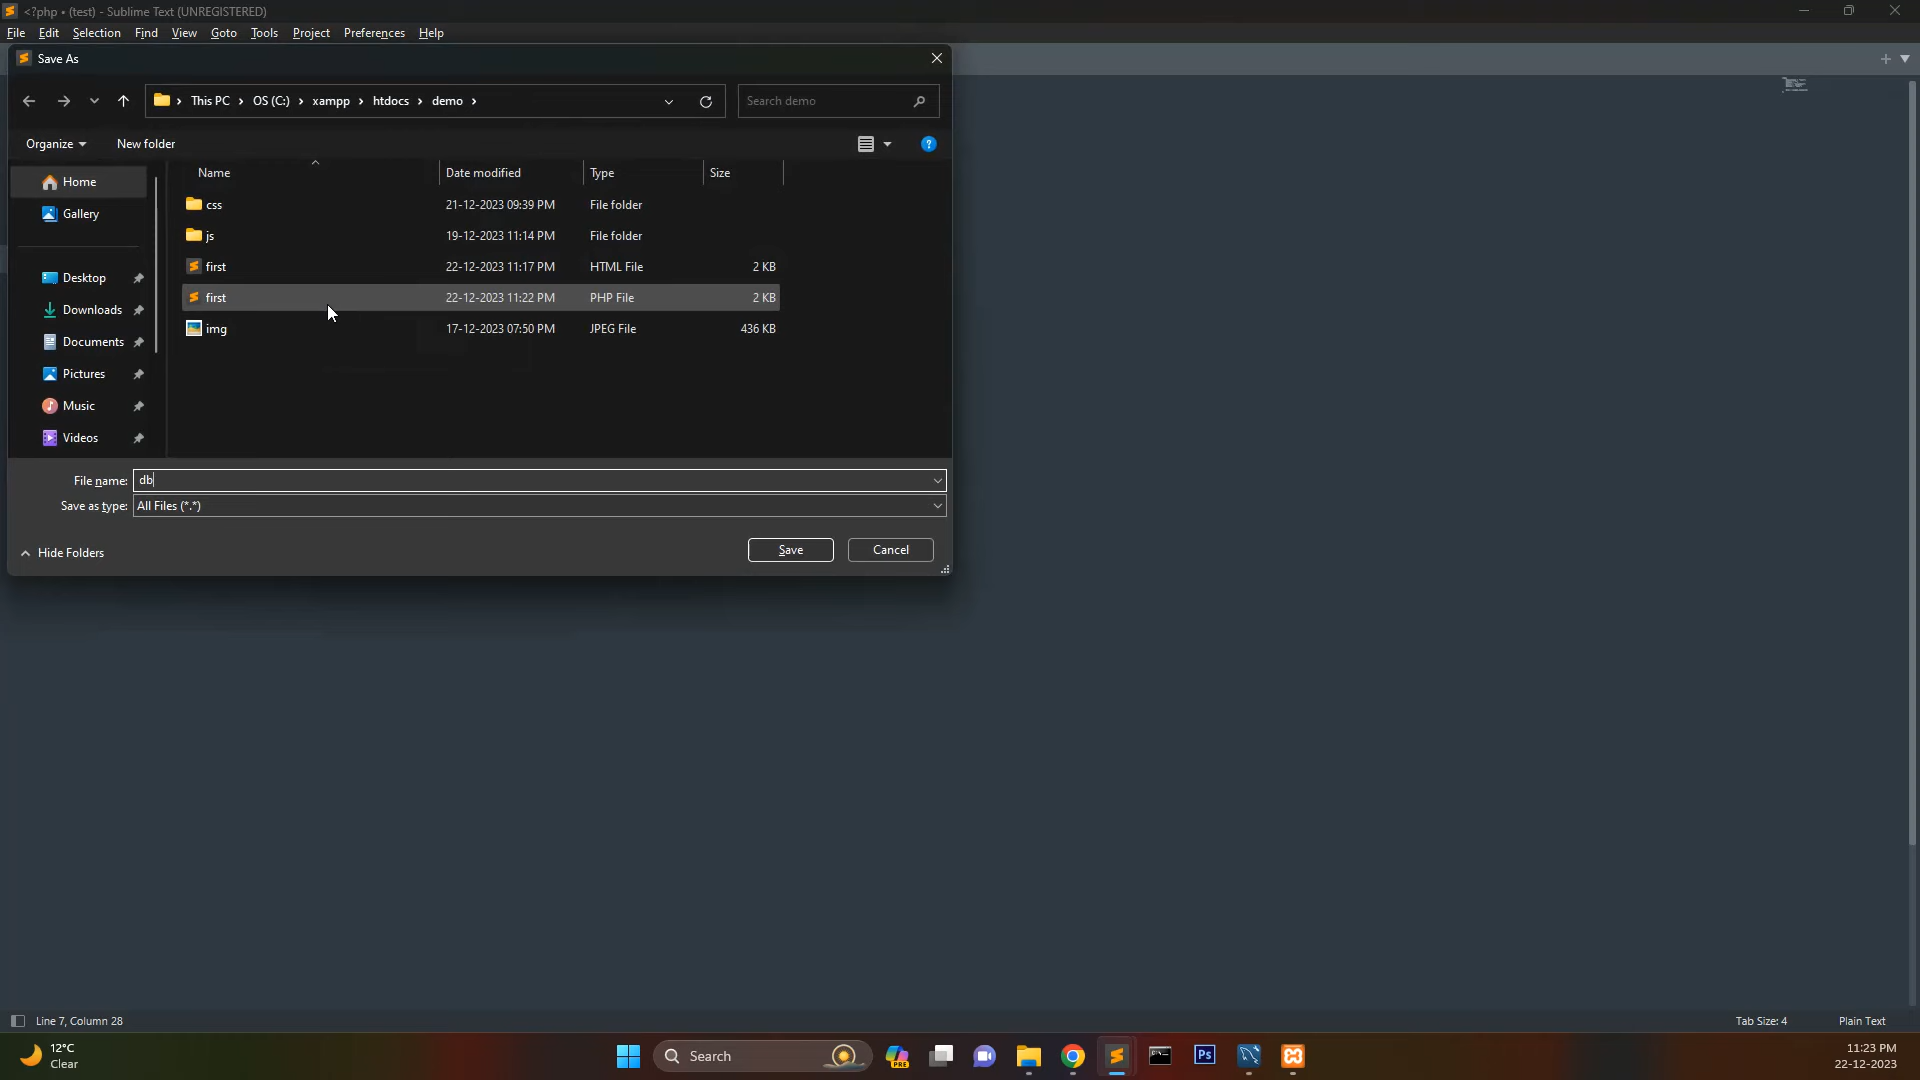 <?php • (test) - Sublime Text (UNREGISTERED)
File Edit Selection Find View Goto Tools Project Preferences Help
Save As
This PC > OS (C:) > xampp > htdocs > demo >
Search demo
Organize New folder
Name Date modified Type Size
Home
Gallery
Desktop
Downloads
Documents
Pictures
Music
Videos
css 21-12-2023 09:39 PM File folder
js 19-12-2023 11:14 PM File folder
first 22-12-2023 11:17 PM HTML File 2 KB
first 22-12-2023 11:22 PM PHP File 2 KB
img 17-12-2023 07:50 PM JPEG File 436 KB
File name: db
Save as type: All Files (*.*)
Hide Folders
Save Cancel
Line 7, Column 28
Tab Size: 4 Plain Text
12°C
Clear
Search
PRE
Ps
11:23 PM
22-12-2023